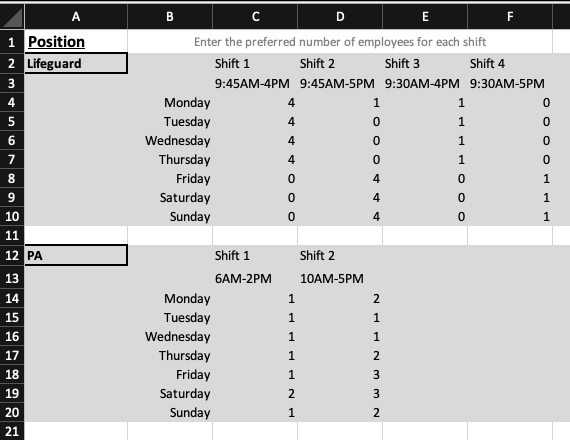 A B C D E F
1 Position Enter the preferred number of employees for each shift
2 Lifeguard Shift 1 Shift 2 Shift 3 Shift 4
3 9:45AM-4PM 9:45AM-5PM 9:30AM-4PM 9:30AM-5PM
4 Monday 4 1 1 0
5 Tuesday 4 0 1 0
6 Wednesday 4 0 1 0
7 Thursday 4 0 1 0
8 Friday 0 4 0 1
9 Saturday 0 4 0 1
10 Sunday 0 4 0 1
11
12 PA Shift 1 Shift 2
13 6AM-2PM 10AM-5PM
14 Monday 1 2
15 Tuesday 1 1
16 Wednesday 1 1
17 Thursday 1 2
18 Friday 1 3
19 Saturday 2 3
20 Sunday 1 2
21